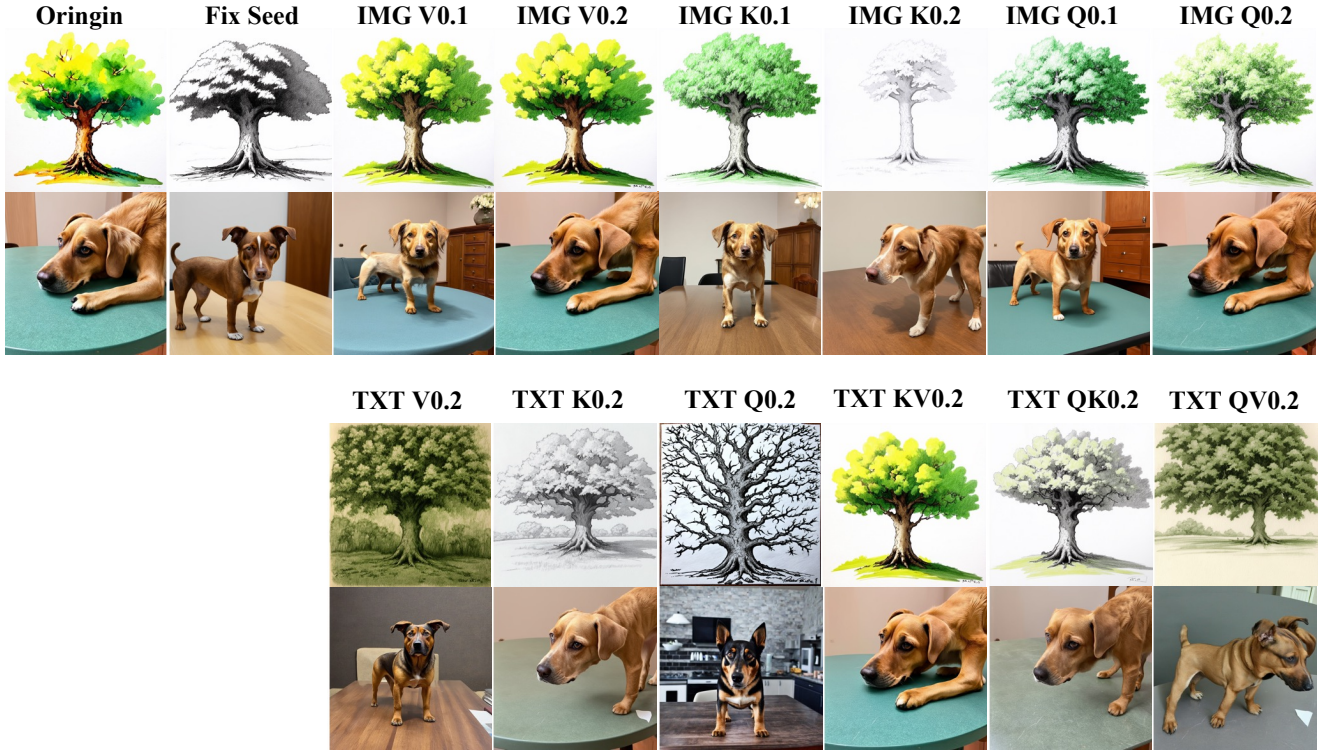 Oringin Fix Seed IMG V0.1 IMG V0.2 IMG K0.1 IMG K0.2 IMG Q0.1 IMG Q0.2
TXT V0.2 TXT K0.2 TXT Q0.2 TXT KV0.2 TXT QK0.2 TXT QV0.2